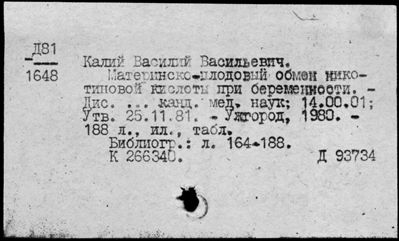 Д81
1648
Калий Василий Васильевич.
Материнско-плодовый обмен нико-
тиновой кислоты при беременности. -
Дис. ... канд. мед. наук; 14.00.01;
Утв. 25.11.81. - Ужгород, 1980. -
188 л., ил., табл.
Библиогр.: л. 164-188.
К 266340. Д 93734